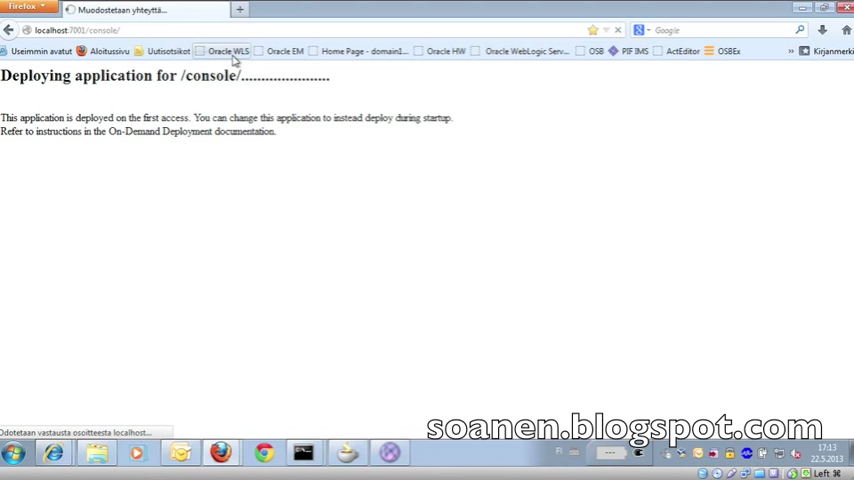 Firefox
Muodostetaan yhteyttä...
localhost:7001/console/
Google
Useimmin avatut Aloitussivu Uutisotsikot Oracle WLS Oracle EM Home Page - domain1... Oracle HW Oracle WebLogic Serv... OSB PIF IMS ActEditor OSBEx Kirjanmerki
Deploying application for /console/......................
This application is deployed on the first access. You can change this application to instead deploy during startup.
Refer to instructions in the On-Demand Deployment documentation.
Odotetaan vastausta osoitteesta localhost...
soanen.blogspot.com
FI
17:13
22.5.2013
Left ⌘